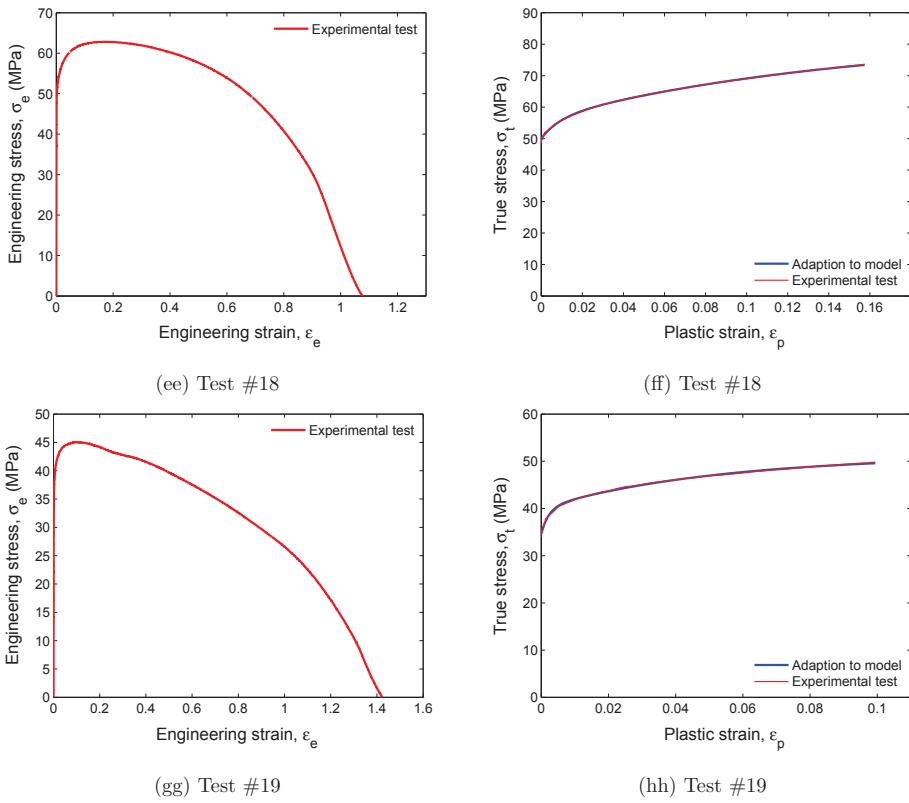 70
60
50
40
30
20
10
0
0 0.2 0.4 0.6 0.8 1 1.2
Engineering stress, σe (MPa)
Engineering strain, εe
Experimental test
(ee) Test #18
90
80
70
60
50
40
30
20
10
0
0 0.02 0.04 0.06 0.08 0.1 0.12 0.14 0.16
True stress, σt (MPa)
Plastic strain, εp
Adaption to model
Experimental test
(ff) Test #18
50
45
40
35
30
25
20
15
10
5
0
0 0.2 0.4 0.6 0.8 1 1.2 1.4 1.6
Engineering stress, σe (MPa)
Engineering strain, εe
Experimental test
(gg) Test #19
60
50
40
30
20
10
0
0 0.02 0.04 0.06 0.08 0.1
True stress, σt (MPa)
Plastic strain, εp
Adaption to model
Experimental test
(hh) Test #19